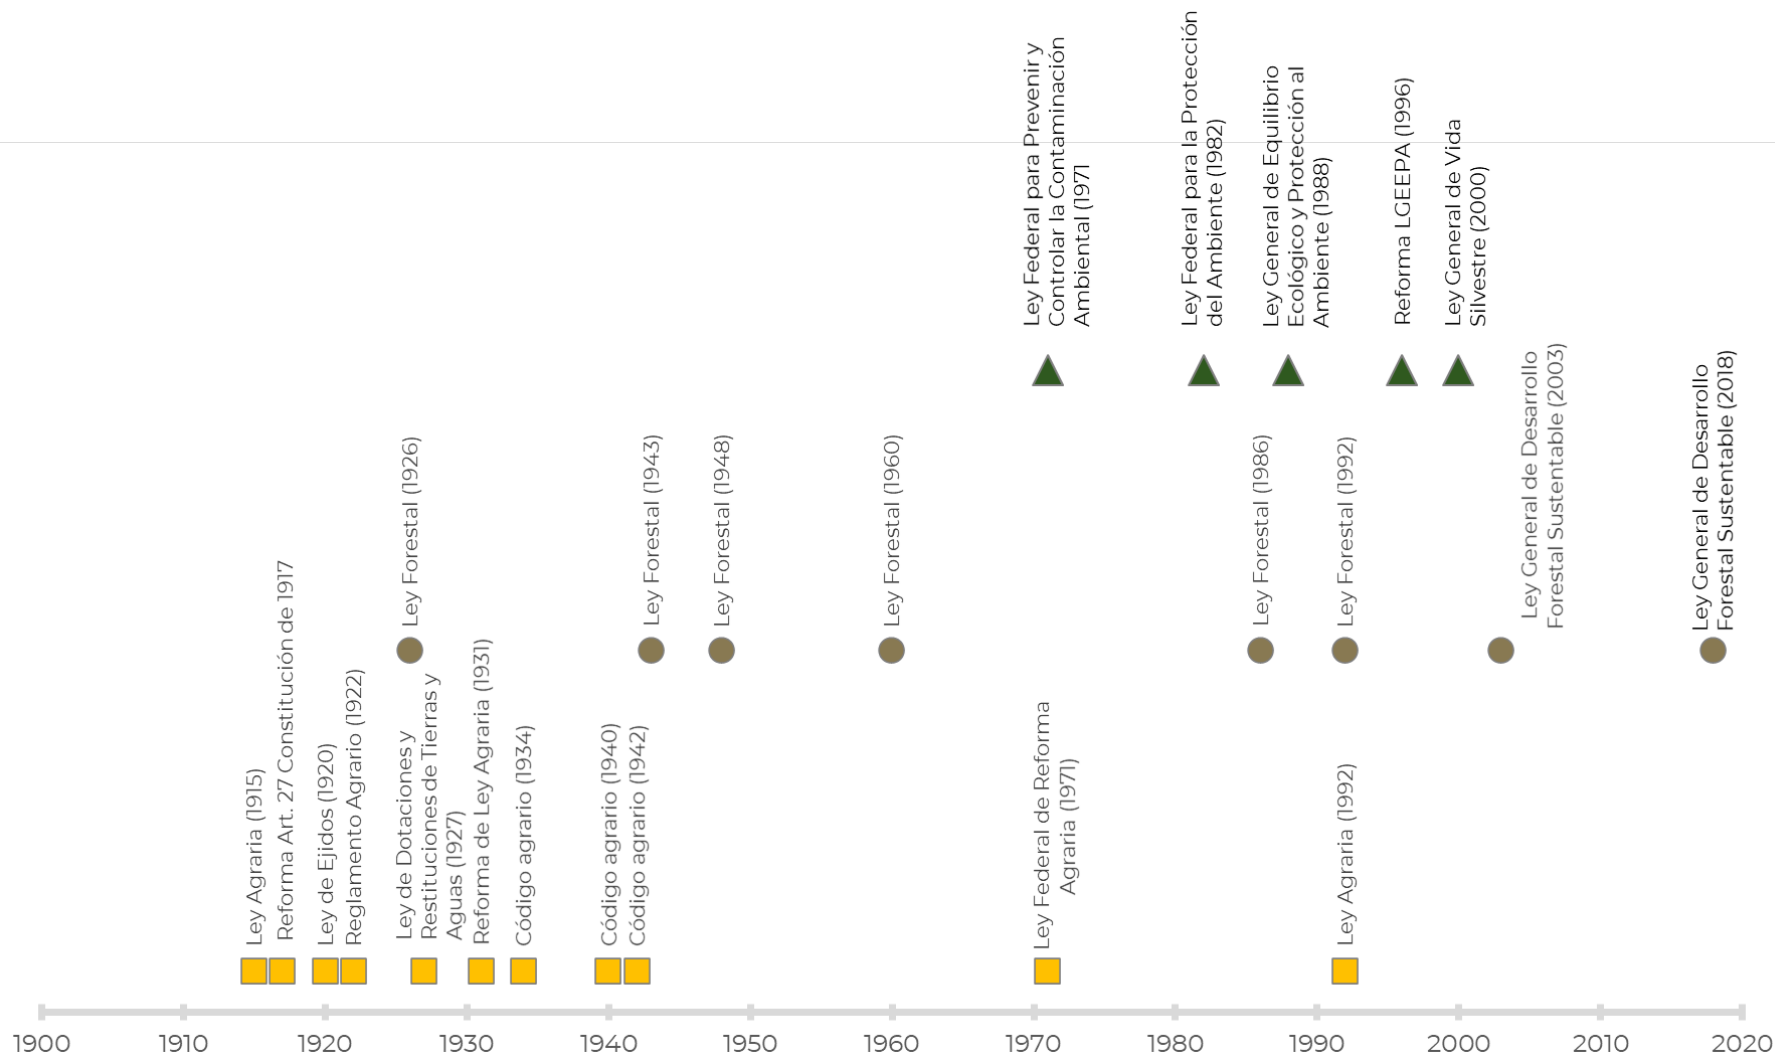 Ley Federal para Prevenir y
Controlar la Contaminación
Ambiental (1971
Ley Federal para la Protección
del Ambiente (1982)
Ley General de Equilibrio
Ecológico y Protección al
Ambiente (1988)
Reforma LGEEPA (1996)
Ley General de Vida
Silvestre (2000)
Ley Forestal (1926)
Ley Forestal (1943)
Ley Forestal (1948)
Ley Forestal (1960)
Ley Forestal (1986)
Ley Forestal (1992)
Ley General de Desarrollo
Forestal Sustentable (2003)
Ley General de Desarrollo
Forestal Sustentable (2018)
Ley Agraria (1915)
Reforma Art. 27 Constitución de 1917
Ley de Ejidos (1920)
Reglamento Agrario (1922)
Ley de Dotaciones y
Restituciones de Tierras y
Aguas (1927)
Reforma de Ley Agraria (1931)
Código agrario (1934)
Código agrario (1940)
Código agrario (1942)
Ley Federal de Reforma
Agraria (1971)
Ley Agraria (1992)
1900 1910 1920 1930 1940 1950 1960 1970 1980 1990 2000 2010 2020